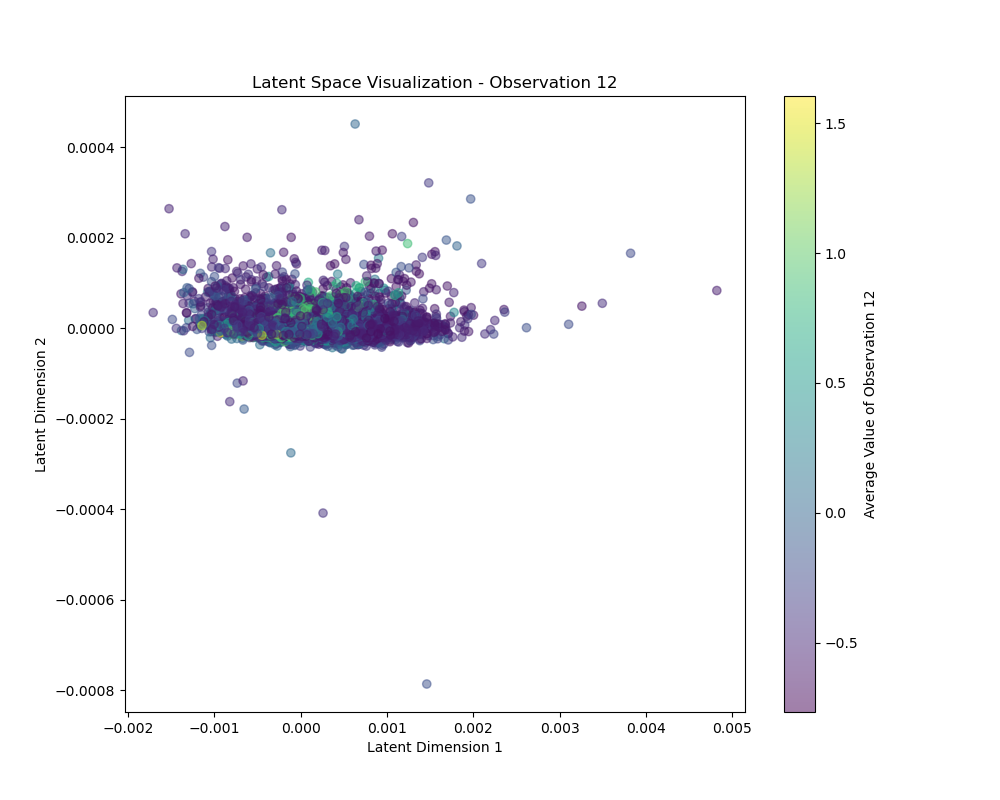 Latent Space Visualization - Observation 12
0.0004
0.0002
0.0000
−0.0002
−0.0004
−0.0006
−0.0008
Latent Dimension 2
−0.002 −0.001 0.000 0.001 0.002 0.003 0.004 0.005
Latent Dimension 1
1.5
1.0
0.5
0.0
−0.5
Average Value of Observation 12